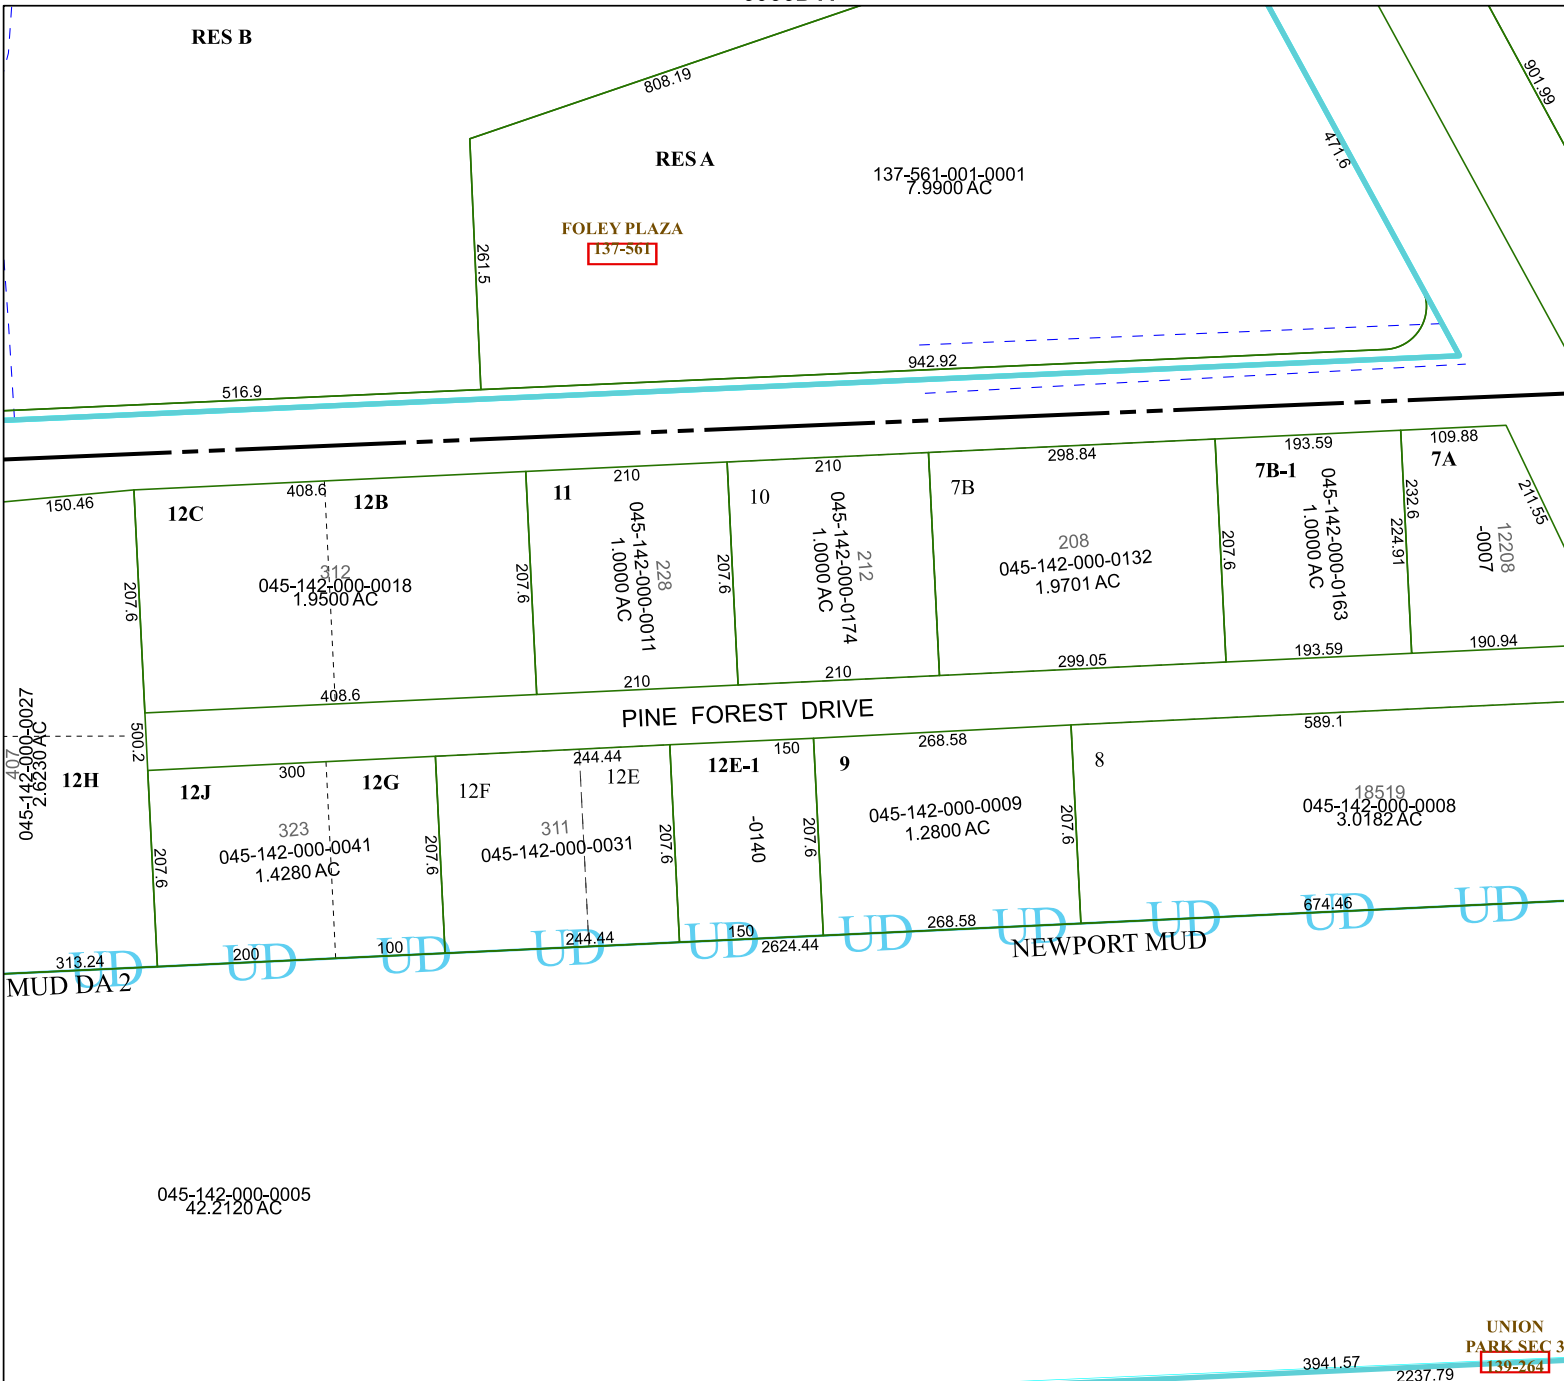 RES B
808.19
901.99
RES A
471.6
137-561-001-0001
7.9900 AC
FOLEY PLAZA
137-561
261.5
942.92
516.9
150.46
12C
408.6
12B
11
210
10
210
7B
298.84
193.59
7B-1
109.88
7A
211.55
207.6
312
045-142-000-0018
1.9500 AC
207.6
228
045-142-000-0011
1.0000 AC
207.6
212
045-142-000-0174
1.0000 AC
208
045-142-000-0132
1.9701 AC
207.6
045-142-000-0163
1.0000 AC
232.6
224.91
12208
-0007
408.6
210
210
299.05
193.59
190.94
PINE FOREST DRIVE
407
045-142-000-0027
2.6230 AC
500.2
12H
12J
300
12G
12F
244.44
12E
150
12E-1
9
268.58
8
589.1
207.6
323
045-142-000-0041
1.4280 AC
207.6
311
045-142-000-0031
207.6
-0140
207.6
045-142-000-0009
1.2800 AC
207.6
18519
045-142-000-0008
3.0182 AC
313.24
UD
200
UD
100
UD
244.44
UD
150
UD
2624.44
UD
268.58
UD
UD
674.46
UD
UD
MUD DA 2
NEWPORT MUD
045-142-000-0005
42.2120 AC
UNION
PARK SEC 3
139-264
3941.57
2237.79